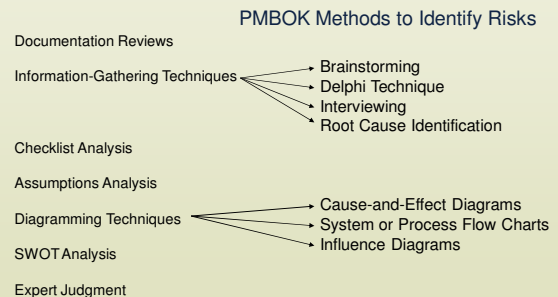 PMBOK Methods to Identify Risks
Documentation Reviews
Information-Gathering Techniques
Brainstorming
Delphi Technique
Interviewing
Root Cause Identification
Checklist Analysis
Assumptions Analysis
Diagramming Techniques
Cause-and-Effect Diagrams
System or Process Flow Charts
Influence Diagrams
SWOT Analysis
Expert Judgment